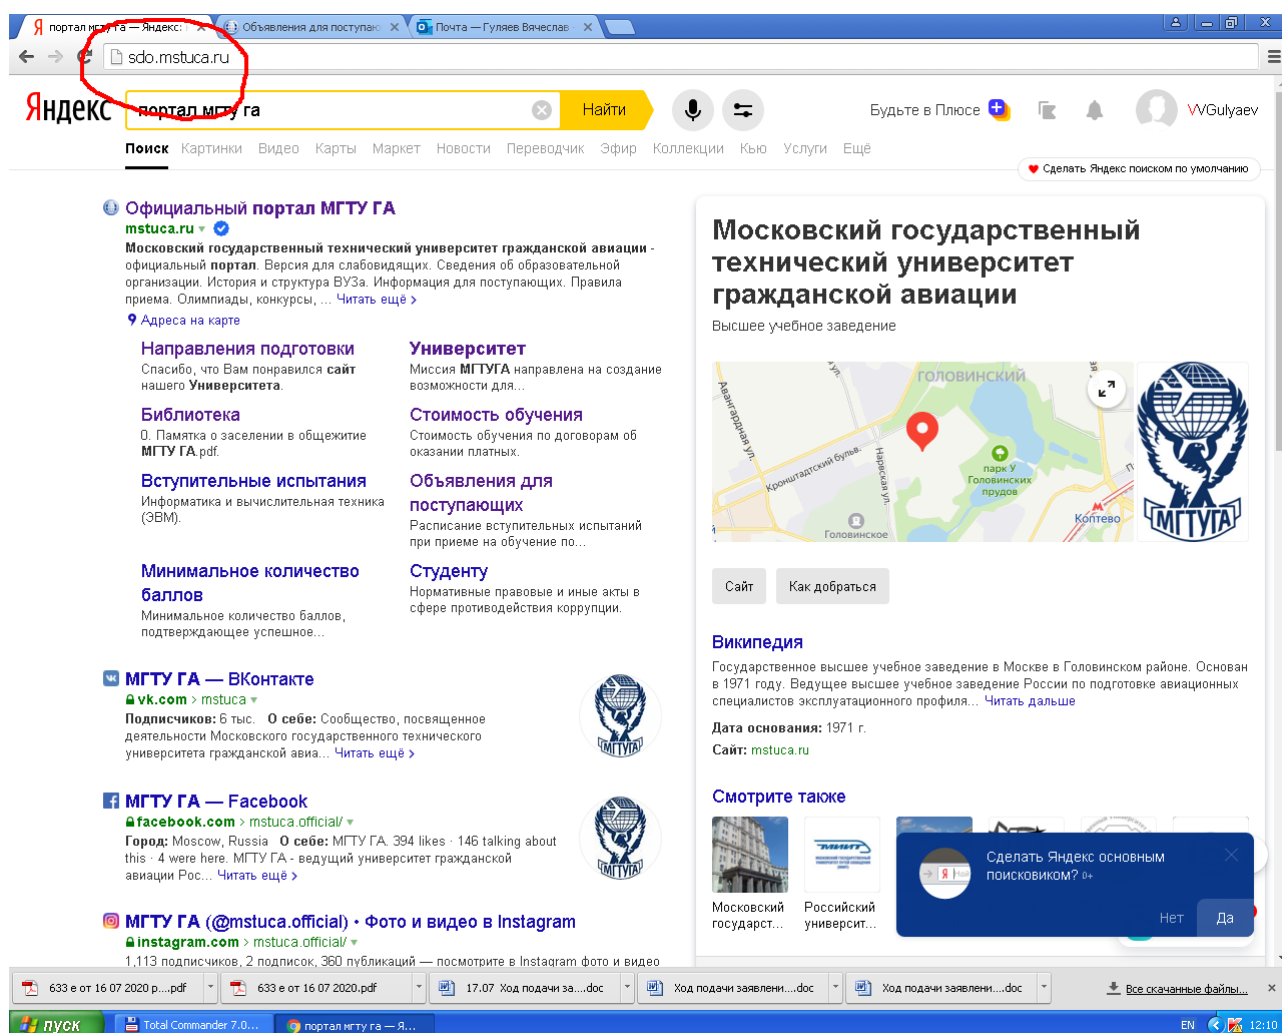 портал мгту га — Яндекс:
Объявления для поступаю
Почта — Гуляев Вячеслав
sdo.mstuca.ru
Яндекс
портал мгту га
Найти
Будьте в Плюсе
VVGulyaev
Поиск Картинки Видео Карты Маркет Новости Переводчик Эфир Коллекции Кью Услуги Ещё
Сделать Яндекс поиском по умолчанию
Официальный портал МГТУ ГА
mstuca.ru
Московский государственный технический университет гражданской авиации -
официальный портал. Версия для слабовидящих. Сведения об образовательной
организации. История и структура ВУЗа. Информация для поступающих. Правила
приема. Олимпиады, конкурсы, ... Читать ещё >
Адреса на карте
Направления подготовки
Спасибо, что Вам понравился сайт
нашего Университета.
Университет
Миссия МГТУГА направлена на создание
возможности для...
Библиотека
0. Памятка о заселении в общежитие
МГТУ ГА.pdf.
Стоимость обучения
Стоимость обучения по договорам об
оказании платных.
Вступительные испытания
Информатика и вычислительная техника
(ЭВМ).
Объявления для
поступающих
Расписание вступительных испытаний
при приеме на обучение по...
Минимальное количество
баллов
Минимальное количество баллов,
подтверждающее успешное...
Студенту
Нормативные правовые и иные акты в
сфере противодействия коррупции.
МГТУ ГА — ВКонтакте
vk.com > mstuca
Подписчиков: 6 тыс. О себе: Сообщество, посвященное
деятельности Московского государственного технического
университета гражданской авиа... Читать ещё >
МГТУГА
МГТУ ГА — Facebook
facebook.com > mstuca.official/
Город: Moscow, Russia О себе: МГТУ ГА. 394 likes · 146 talking about
this · 4 were here. МГТУ ГА - ведущий университет гражданской
авиации Рос... Читать ещё >
МГТУГА
МГТУ ГА (@mstuca.official) • Фото и видео в Instagram
instagram.com > mstuca.official/
1,113 подписчиков, 2 подписок, 360 публикаций — посмотрите в Instagram фото и видео
Московский государственный
технический университет
гражданской авиации
Высшее учебное заведение
ГОЛОВИНСКИЙ
Авангардная ул.
Кронштадтский бульв.
Нарвская ул.
парк У
Головинских
прудов
Коптево
Головинское
МГТУГА
Сайт
Как добраться
Википедия
Государственное высшее учебное заведение в Москве в Головинском районе. Основан
в 1971 году. Ведущее высшее учебное заведение России по подготовке авиационных
специалистов эксплуатационного профиля... Читать дальше
Дата основания: 1971 г.
Сайт: mstuca.ru
Смотрите также
МИИТ
Московский
государст...
Российский
университ...
Сделать Яндекс основным
поисковиком? 0+
Нет
Да
633 е от 16 07 2020 р....pdf
633 е от 16 07 2020.pdf
17.07 Ход подачи за....doc
Ход подачи заявлени....doc
Ход подачи заявлени....doc
Все скачанные файлы...
пуск
Total Commander 7.0...
портал мгту га — Я...
EN
12:10